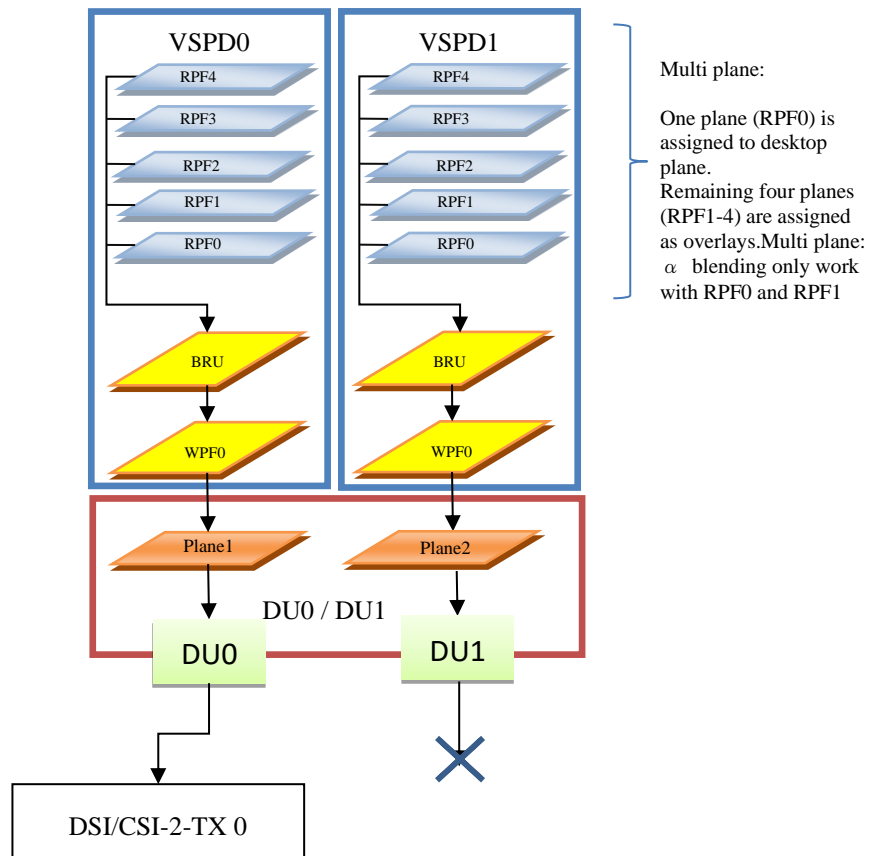 VSPD0
RPF4
RPF3
RPF2
RPF1
RPF0
BRU
WPF0
VSPD1
RPF4
RPF3
RPF2
RPF1
RPF0
BRU
WPF0
Multi plane:
One plane (RPF0) is
assigned to desktop
plane.
Remaining four planes
(RPF1-4) are assigned
as overlays.Multi plane:
α blending only work
with RPF0 and RPF1
Plane1
Plane2
DU0 / DU1
DU0
DU1
DSI/CSI-2-TX 0